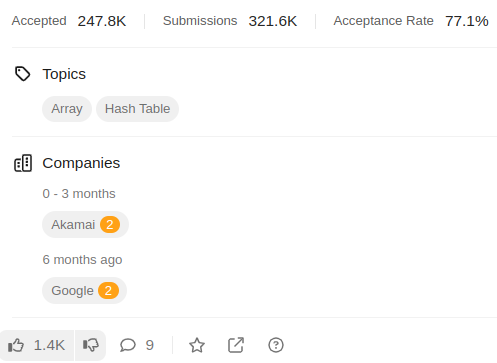 Accepted 247.8K Submissions 321.6K Acceptance Rate 77.1%
Topics
Array Hash Table
Companies
0 - 3 months
Akamai 2
6 months ago
Google 2
1.4K 9